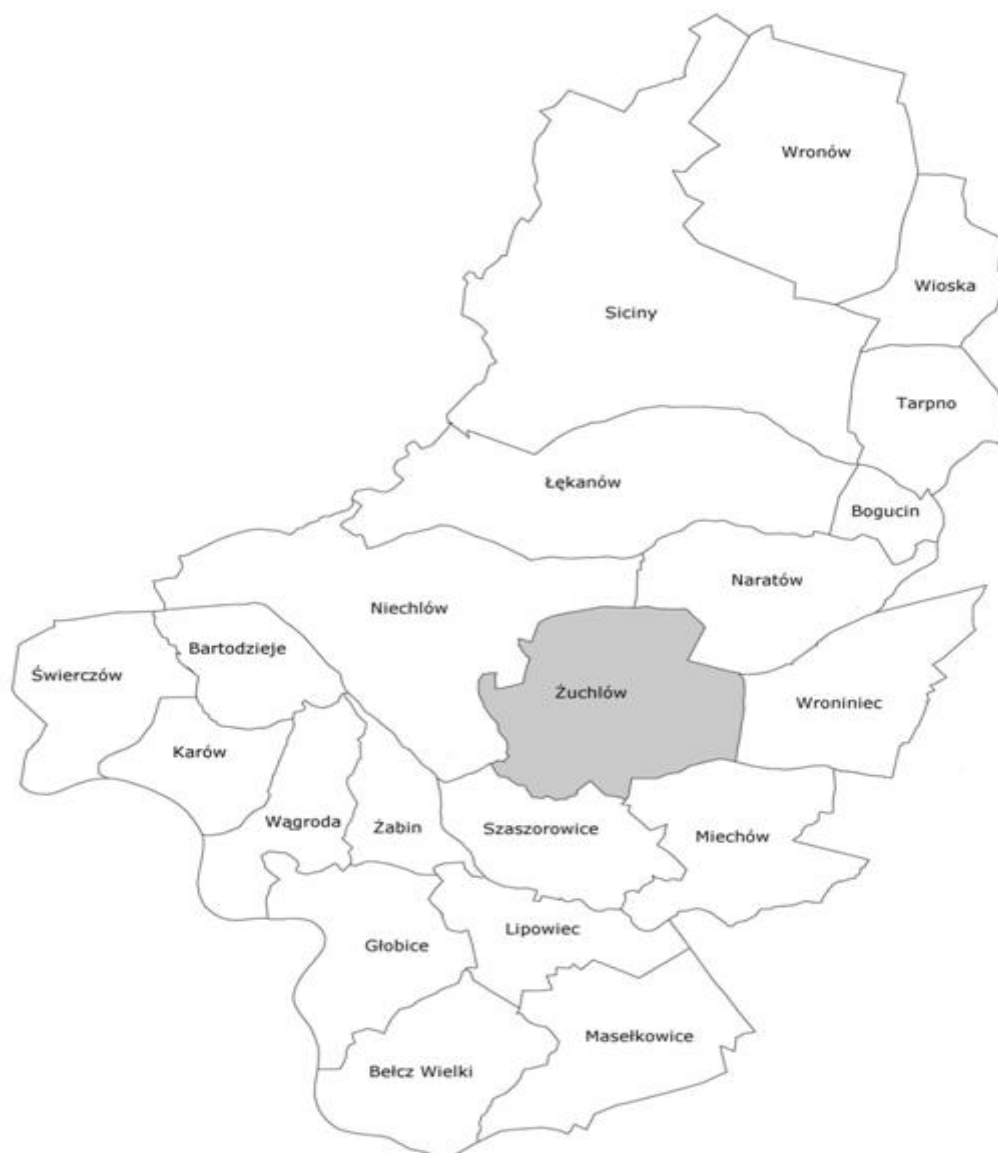 Wronów
Wioska
Siciny
Tarpno
Łękanów
Bogucin
Naratów
Niechlów
Bartodzieje
Świerczów
Żuchlów
Wroniniec
Karów
Wągroda
Żabin
Szaszorowice
Miechów
Lipowiec
Głobice
Masełkowice
Bełcz Wielki